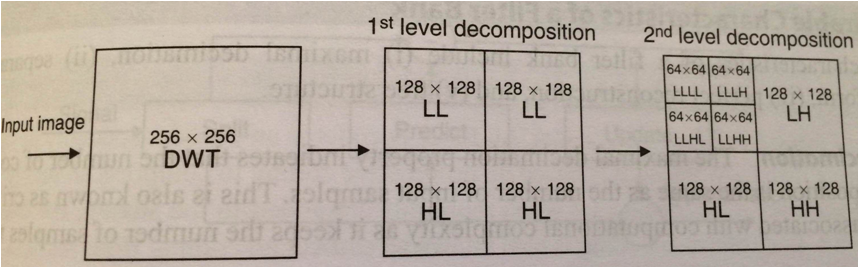 Input image
256 × 256
DWT
1st level decomposition
128 × 128
LL
128 × 128
LL
128 × 128
HL
128 × 128
HL
2nd level decomposition
64×64
LLLL
64×64
LLLH
64×64
LLHL
64×64
LLHH
128 × 128
LH
128 × 128
HL
128 × 128
HH